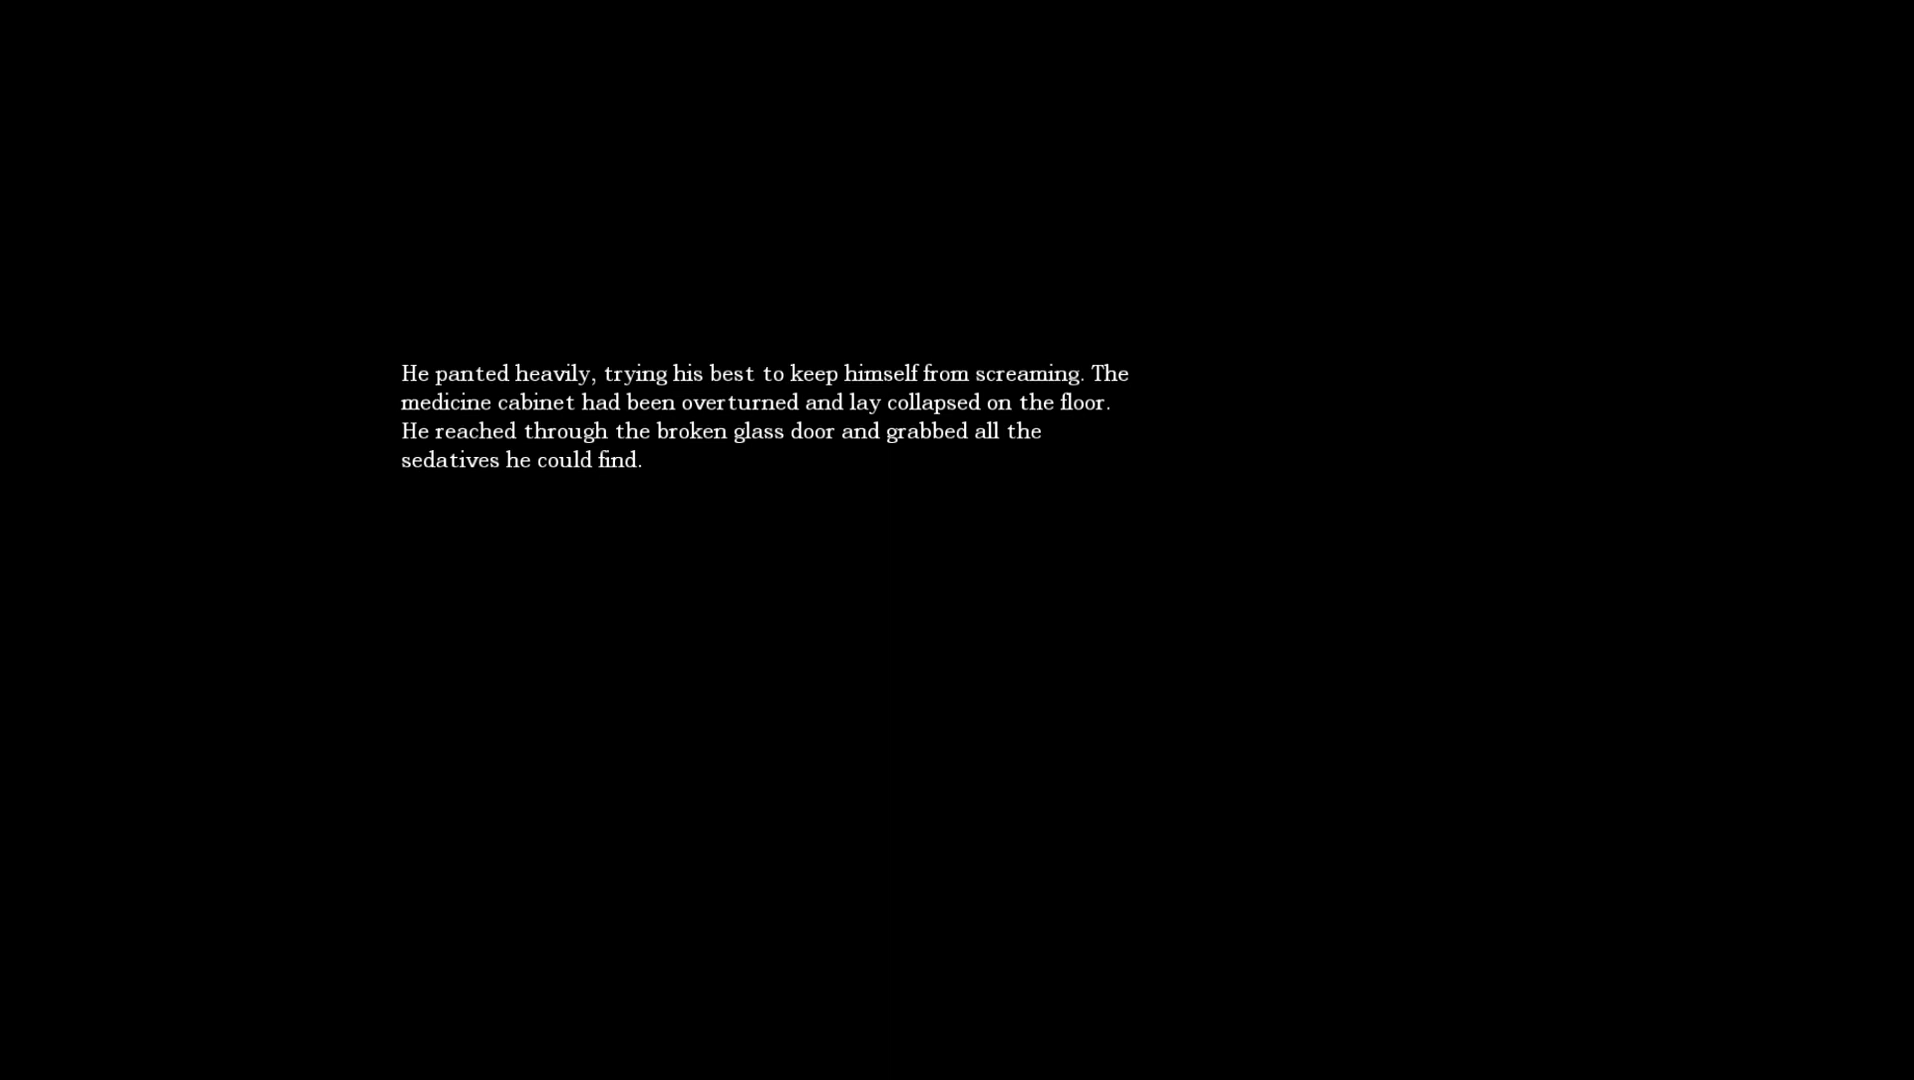 He panted heavily, trying his best to keep himself from screaming. The
medicine cabinet had been overturned and lay collapsed on the floor.
He reached through the broken glass door and grabbed all the
sedatives he could find.